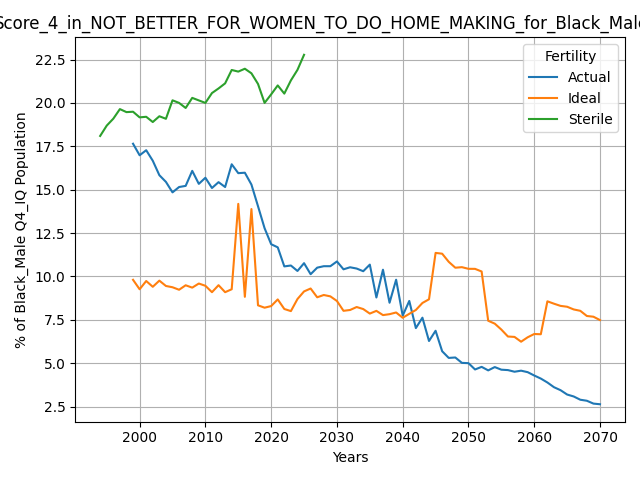 Score_4_in_NOT_BETTER_FOR_WOMEN_TO_DO_HOME_MAKING_for_Black_Male
Fertility
Actual
Ideal
Sterile
% of Black_Male Q4_IQ Population
22.5
20.0
17.5
15.0
12.5
10.0
7.5
5.0
2.5
2000 2010 2020 2030 2040 2050 2060 2070
Years